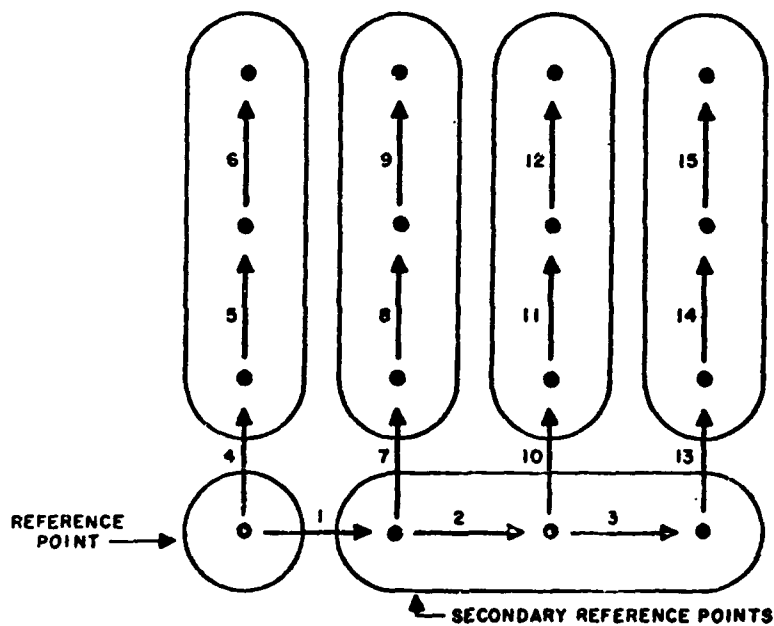 6 9 12 15
5 8 11 14
4 7 10 13
1 2 3
REFERENCE
POINT
SECONDARY REFERENCE POINTS